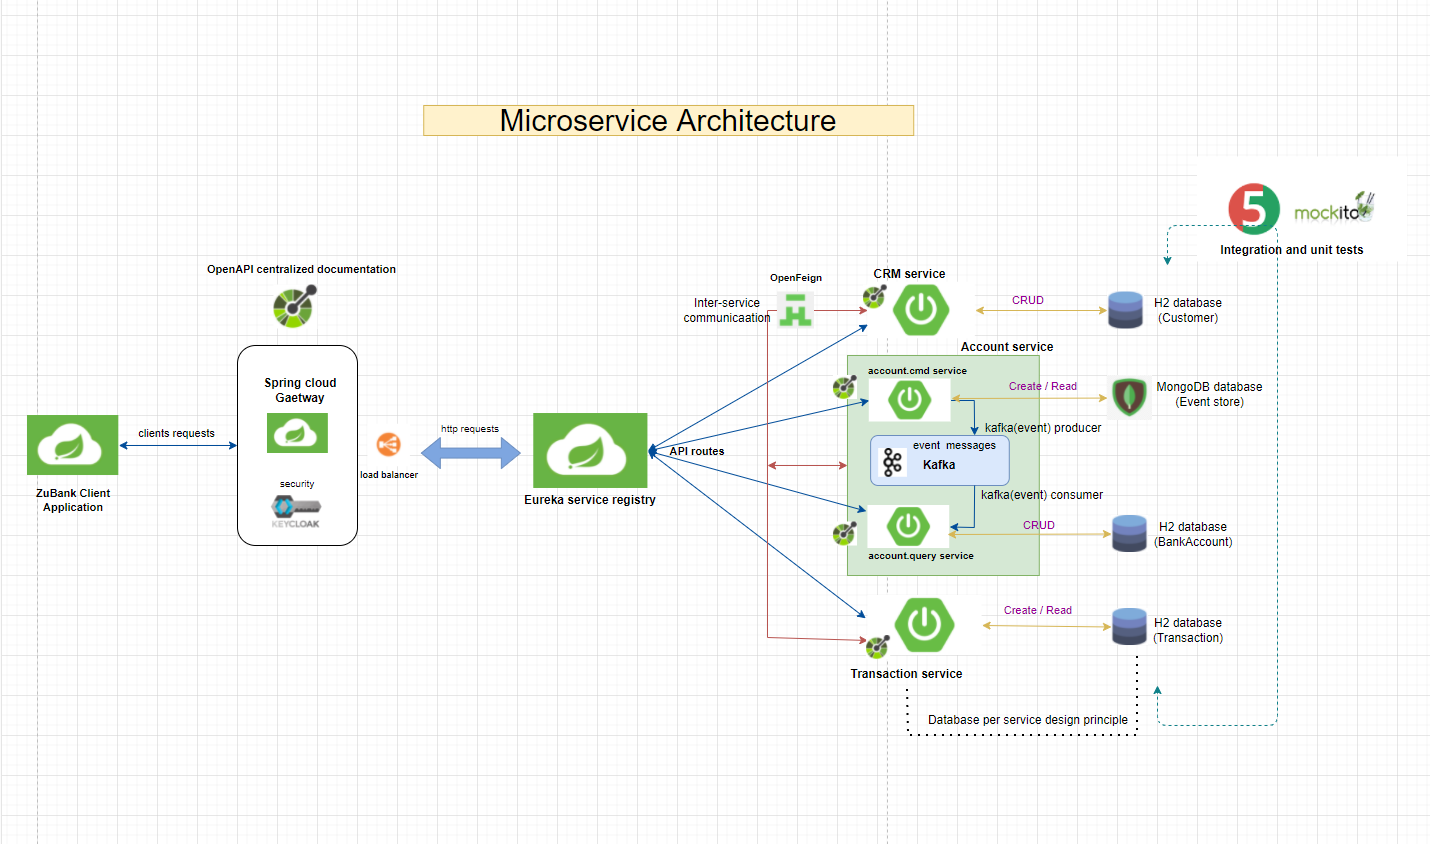 Microservice Architecture
5
mockito
Integration and unit tests
OpenAPI centralized documentation
Spring cloud
Gaetway
security
KEYCLOAK
clients requests
ZuBank Client
Application
load balancer
http requests
Eureka service registry
API routes
OpenFeign
Inter-service
communicaation
CRM service
CRUD
H2 database
(Customer)
Account service
account.cmd service
Create / Read
MongoDB database
(Event store)
kafka(event) producer
event messages
Kafka
kafka(event) consumer
CRUD
H2 database
(BankAccount)
account.query service
Create / Read
H2 database
(Transaction)
Transaction service
Database per service design principle